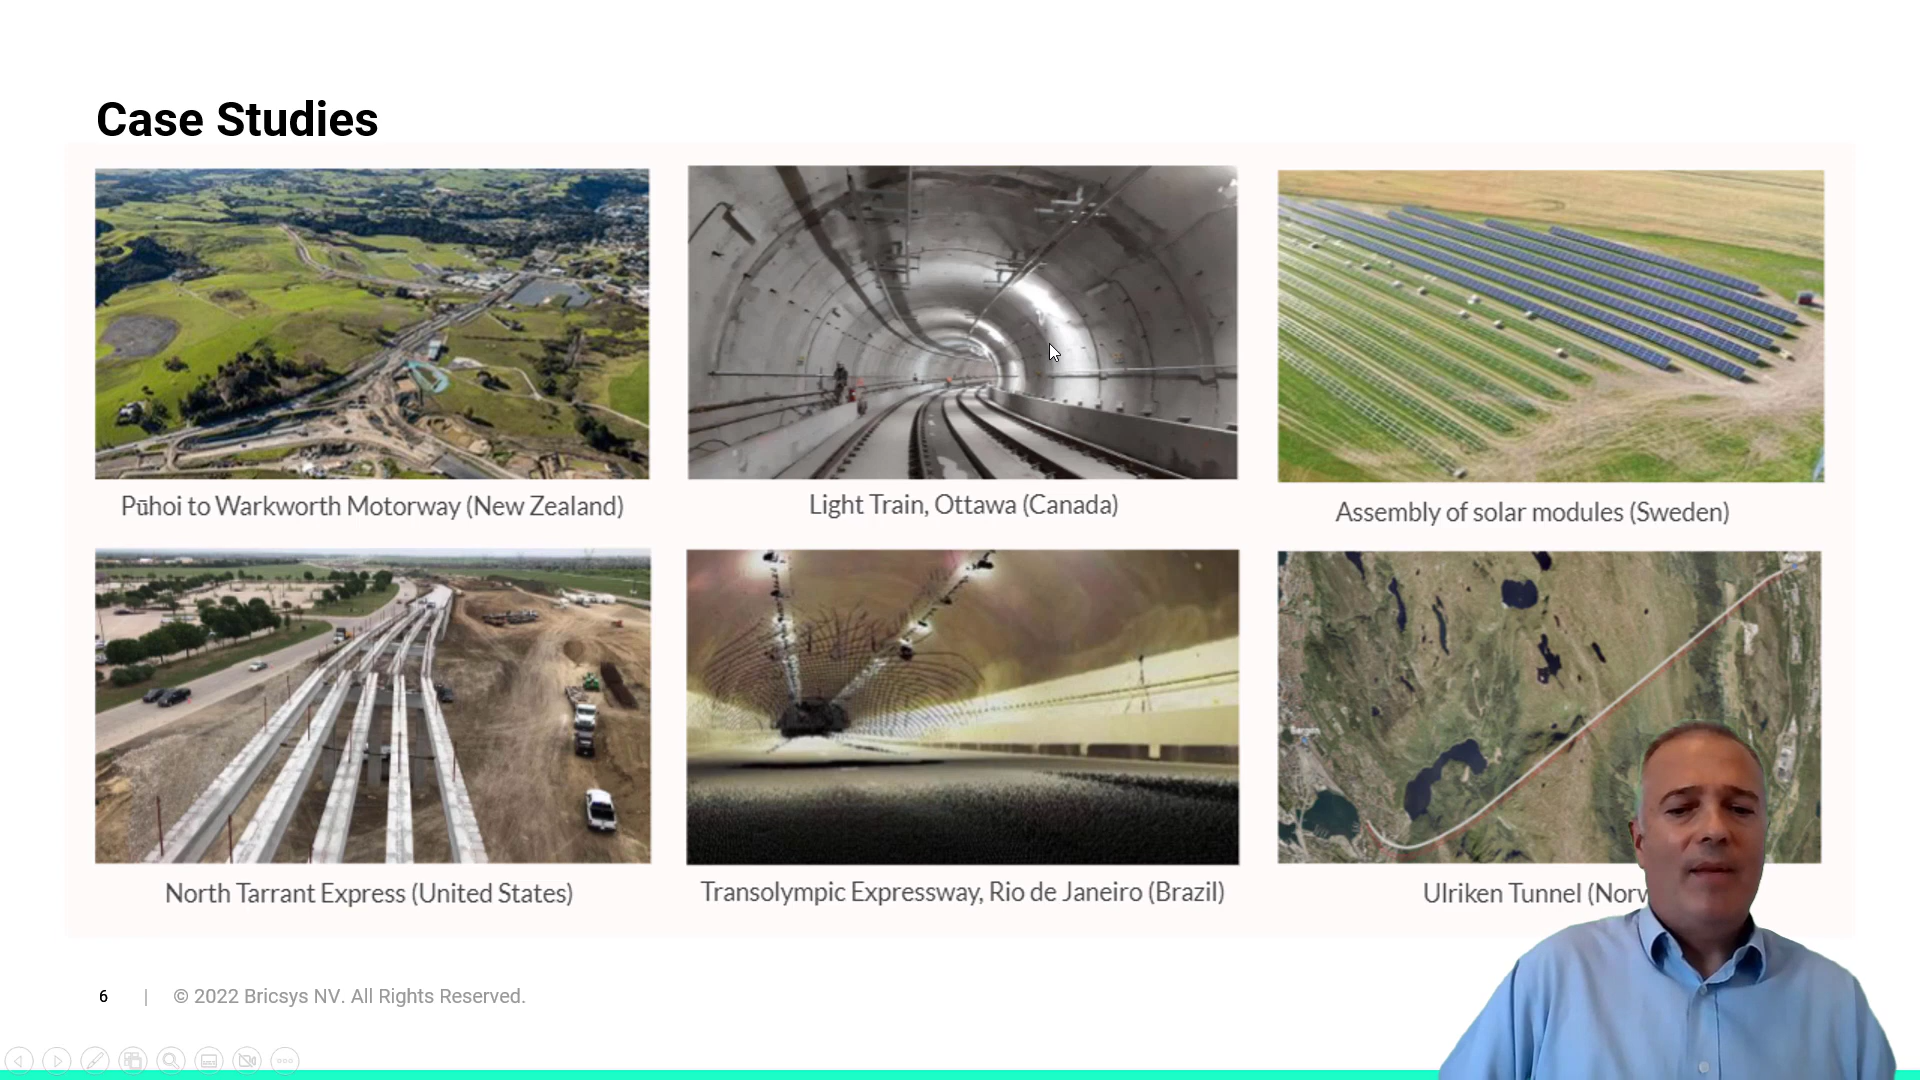 Case Studies
Pūhoi to Warkworth Motorway (New Zealand)
Light Train, Ottawa (Canada)
Assembly of solar modules (Sweden)
North Tarrant Express (United States)
Transolympic Expressway, Rio de Janeiro (Brazil)
Ulriken Tunnel (Norw
6 | © 2022 Bricsys NV. All Rights Reserved.